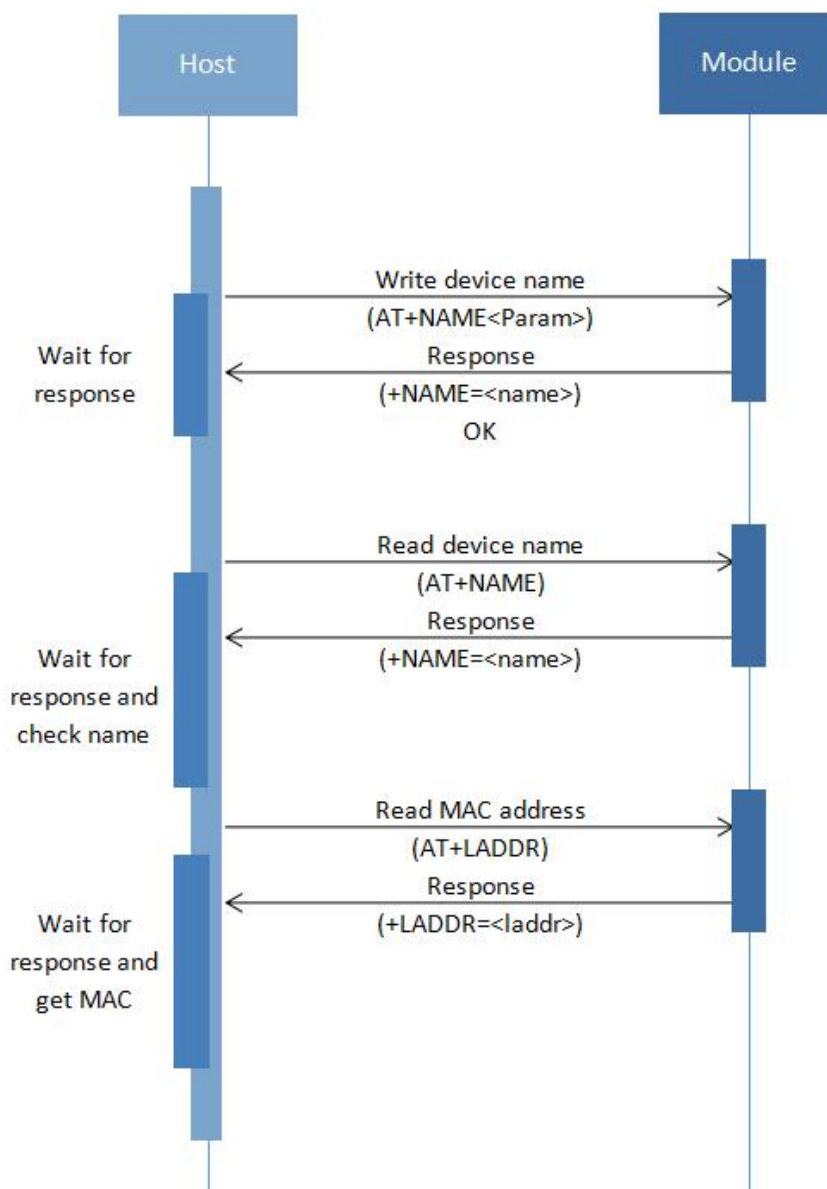 Host
Module
Write device name
(AT+NAME<Param>)
Wait for
response
Response
(+NAME=<name>)
OK
Read device name
(AT+NAME)
Response
(+NAME=<name>)
Wait for
response and
check name
Read MAC address
(AT+LADDR)
Response
(+LADDR=<laddr>)
Wait for
response and
get MAC